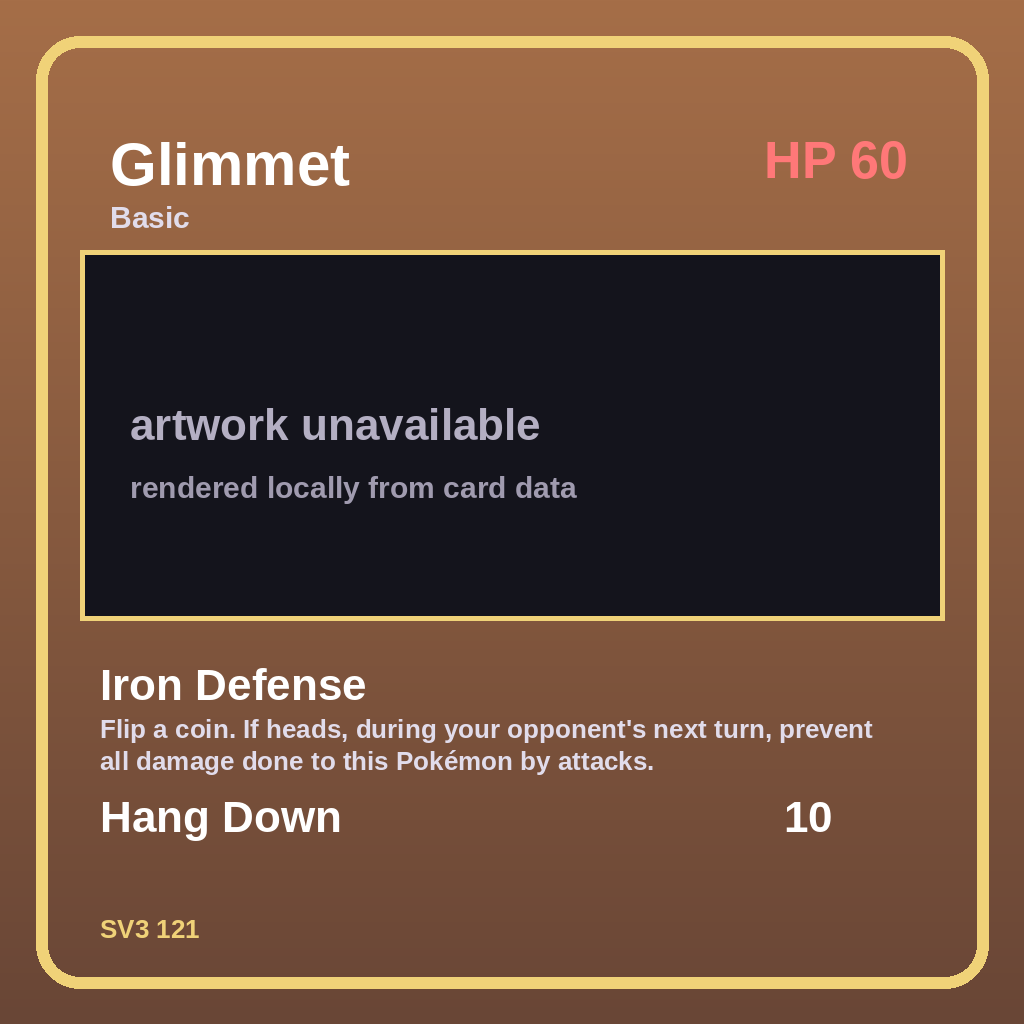 Glimmet
HP 60
Basic
artwork unavailable
rendered locally from card data
Iron Defense
Flip a coin. If heads, during your opponent's next turn, prevent
all damage done to this Pokémon by attacks.
Hang Down 10
SV3 121